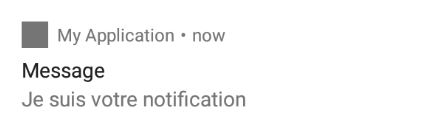 My Application • now
Message
Je suis votre notification